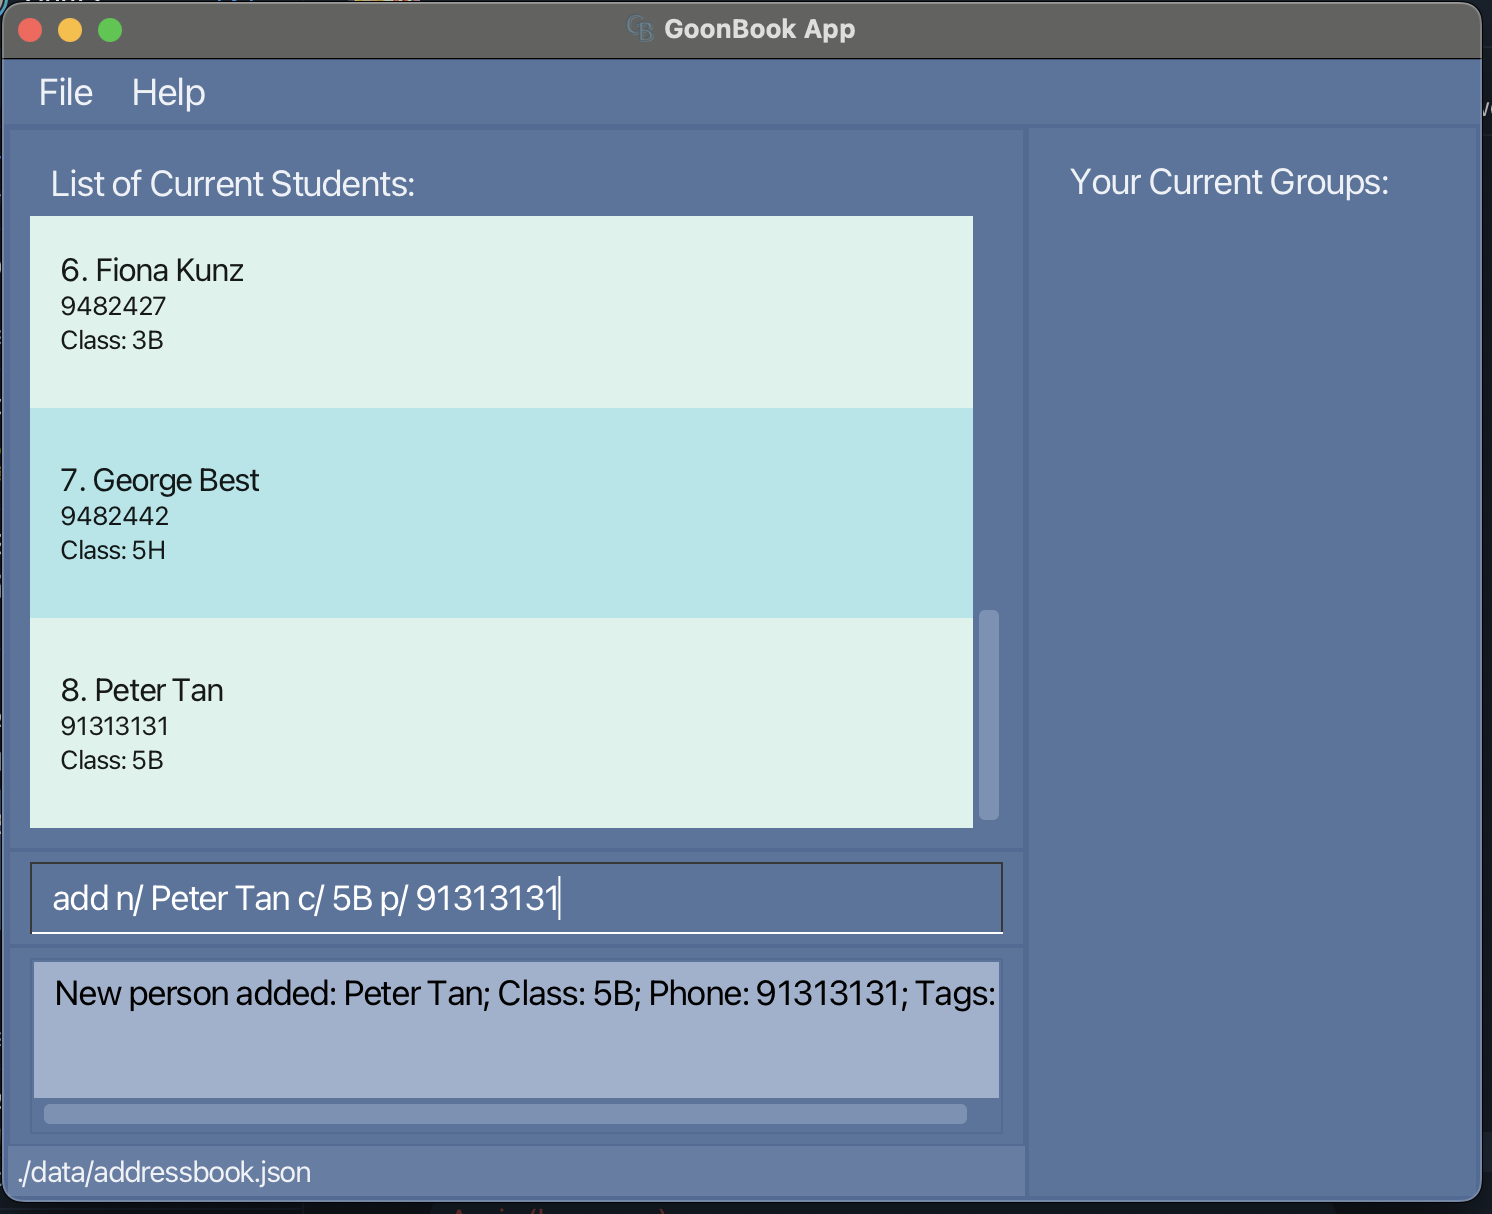 GoonBook App
File Help
List of Current Students:
Your Current Groups:
6. Fiona Kunz
9482427
Class: 3B
7. George Best
9482442
Class: 5H
8. Peter Tan
91313131
Class: 5B
add n/ Peter Tan c/ 5B p/ 91313131
New person added: Peter Tan; Class: 5B; Phone: 91313131; Tags:
./data/addressbook.json